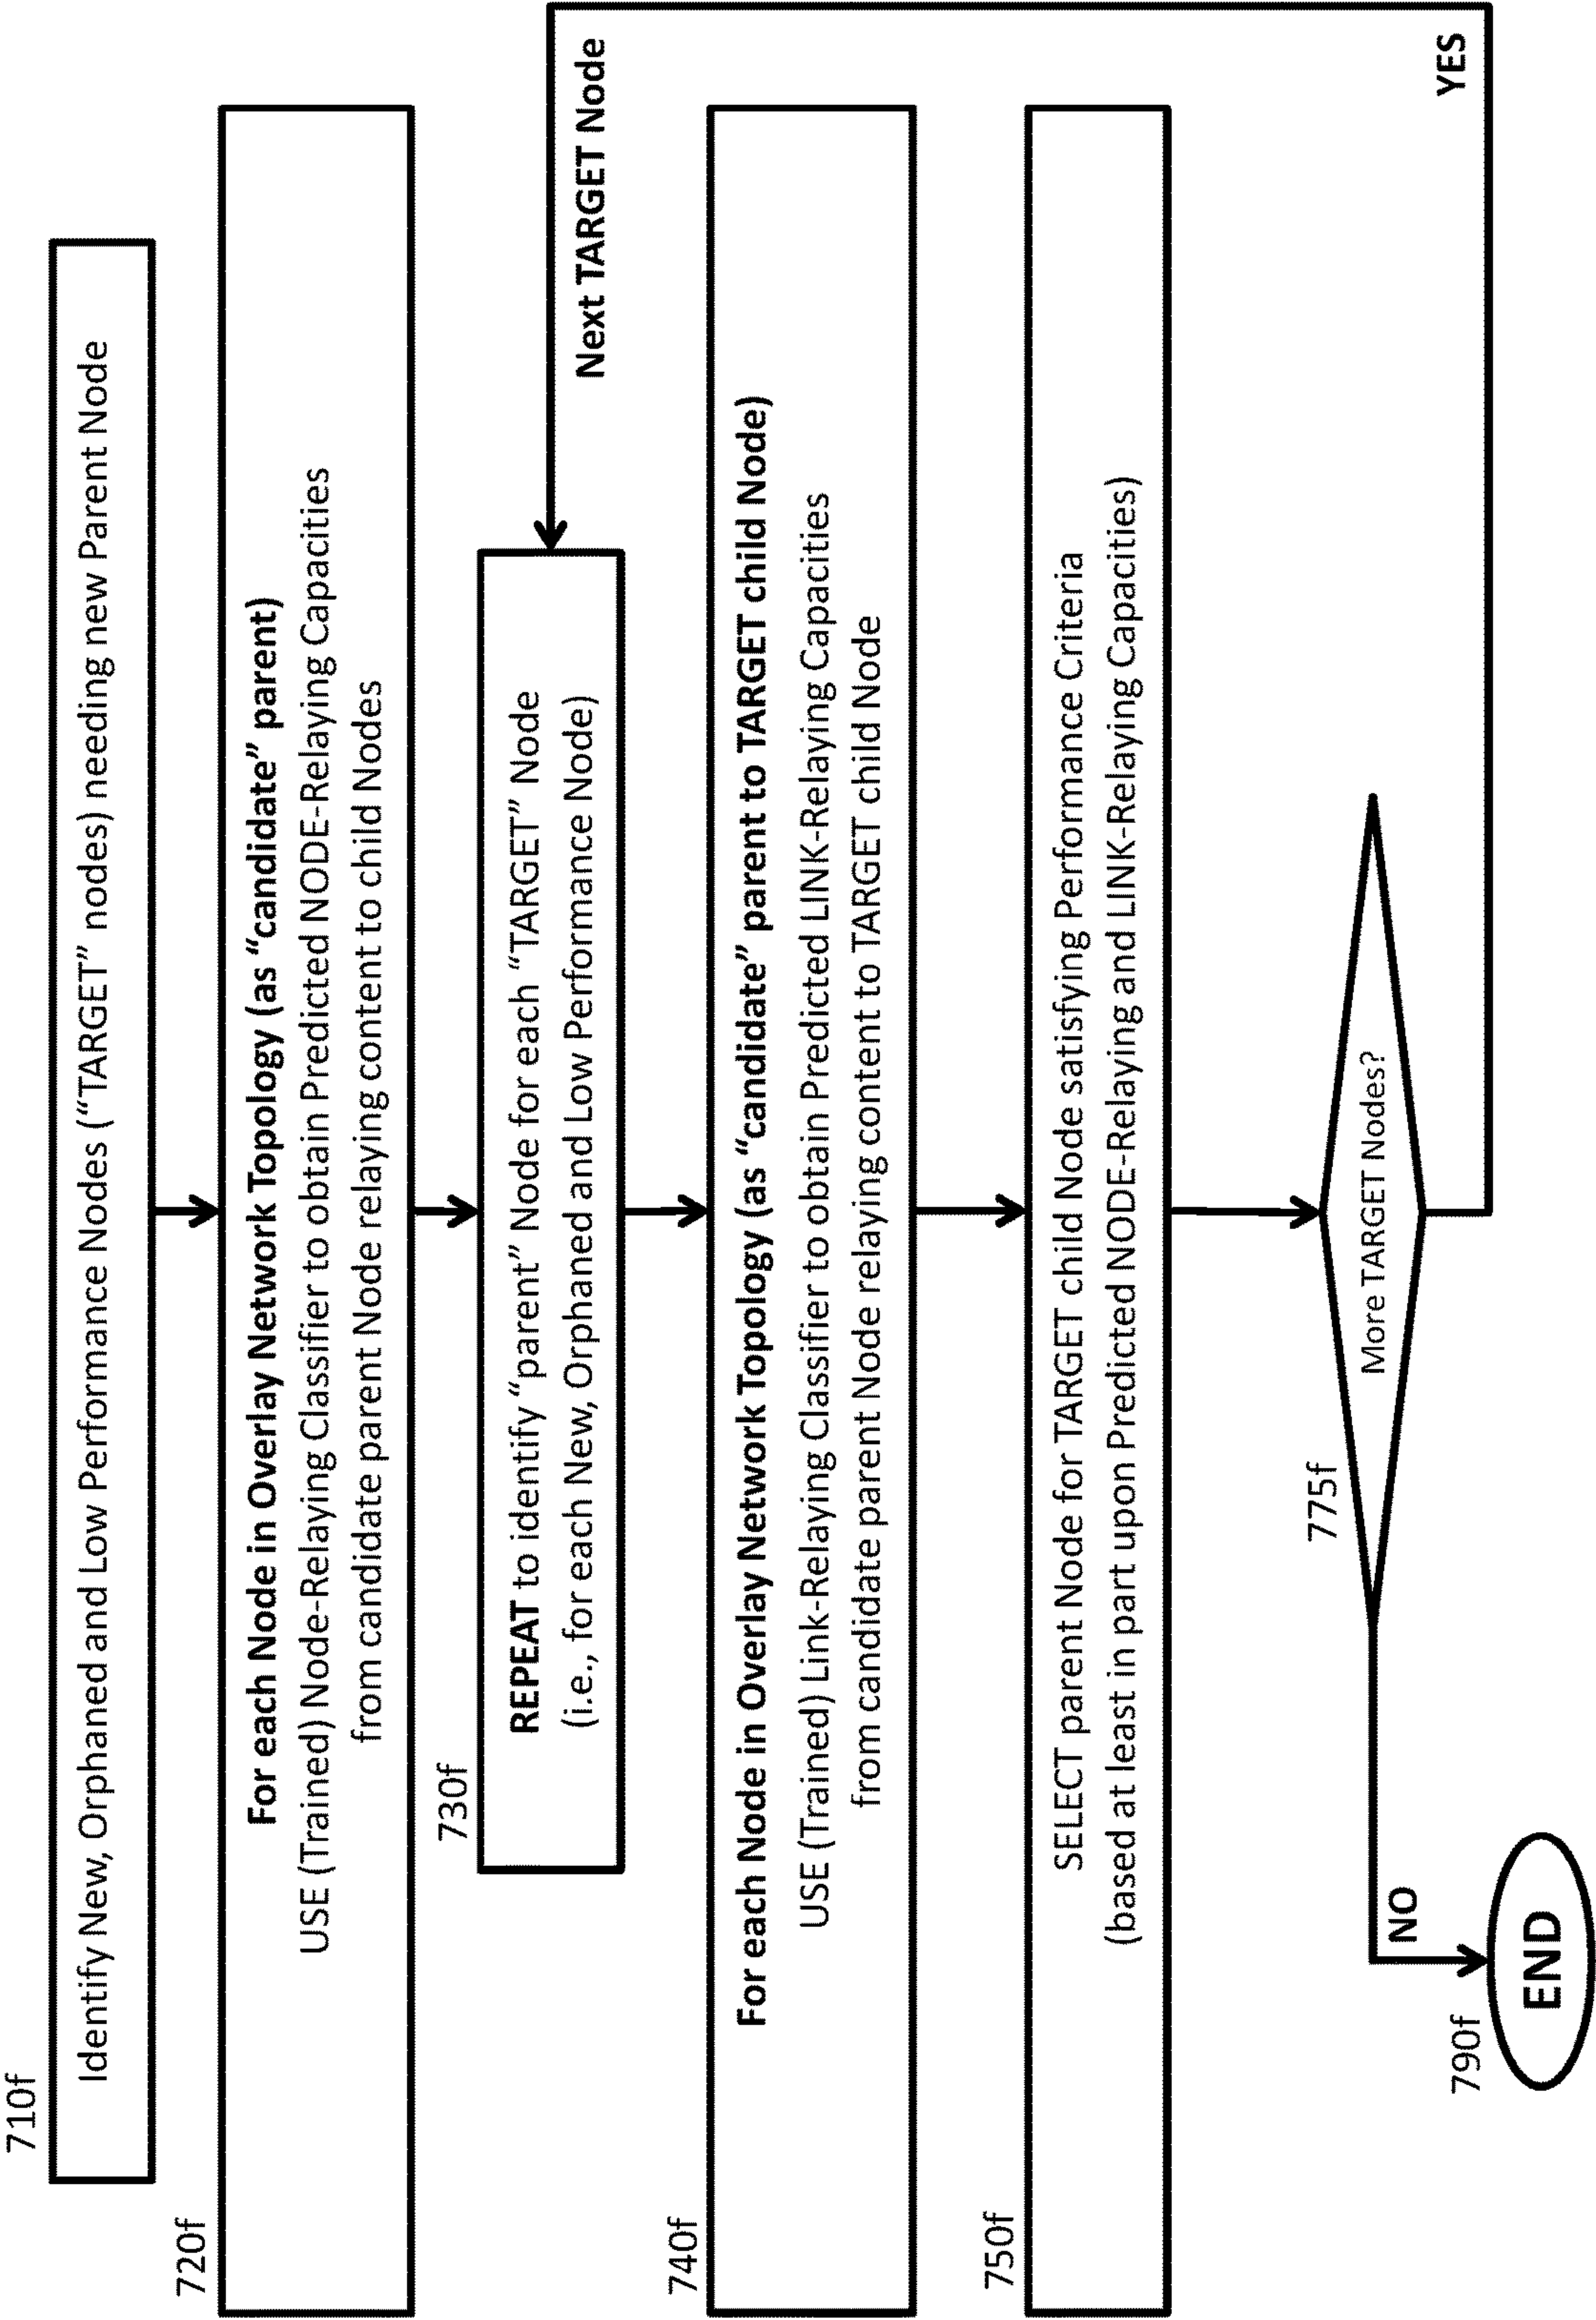 710f
Identify New, Orphaned and Low Performance Nodes (“TARGET” nodes) needing new Parent Node
720f
For each Node in Overlay Network Topology (as “candidate” parent)
USE (Trained) Node-Relaying Classifier to obtain Predicted NODE-Relaying Capacities
from candidate parent Node relaying content to child Nodes
730f
REPEAT to identify “parent” Node for each “TARGET” Node
(i.e., for each New, Orphaned and Low Performance Node)
Next TARGET Node
740f
For each Node in Overlay Network Topology (as “candidate” parent to TARGET child Node)
USE (Trained) Link-Relaying Classifier to obtain Predicted LINK-Relaying Capacities
from candidate parent Node relaying content to TARGET child Node
750f
SELECT parent Node for TARGET child Node satisfying Performance Criteria
(based at least in part upon Predicted NODE-Relaying and LINK-Relaying Capacities)
775f
More TARGET Nodes?
NO
YES
790f
END